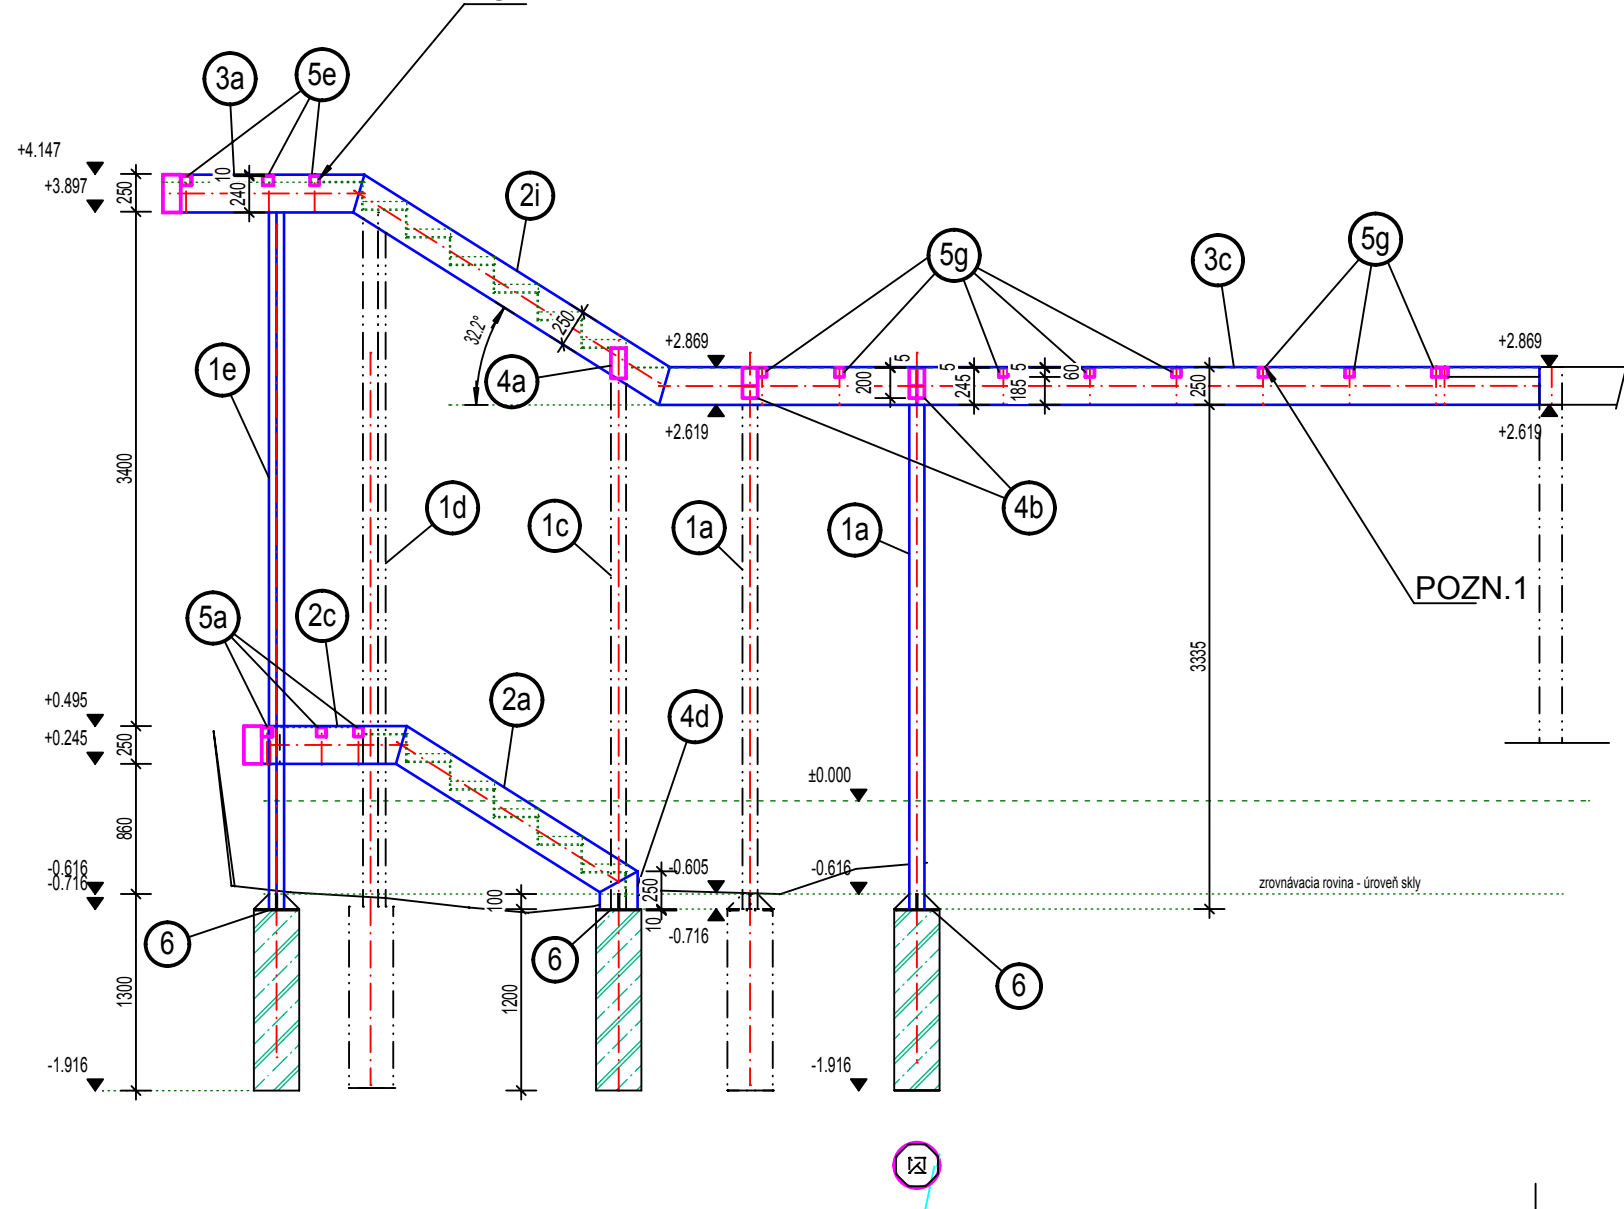 3a
5e
+4.147
+3.897
250
10
240
2i
5g
3c
5g
32.2°
250
+2.869
5
5
5
200
245
185
60
250
+2.869
1e
4a
+2.619
+2.619
3400
1d
1c
1a
1a
4b
POZN.1
5a
2c
3335
+0.495
+0.245
250
2a
4d
±0.000
860
-0.616
-0.716
100
-0.605
250
10
-0.716
-0.616
zrovnávacia rovina - úroveň skly
6
6
6
1300
1200
-1.916
-1.916